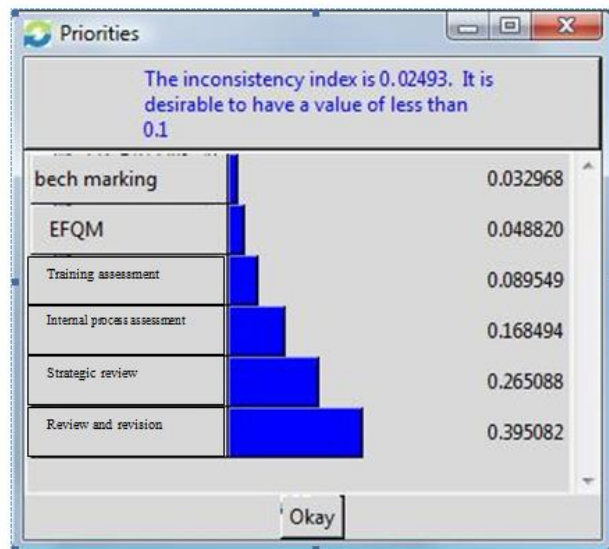 Priorities
The inconsistency index is 0.02493. It is
desirable to have a value of less than
0.1
bech marking 0.032968
EFQM 0.048820
Training assessment 0.089549
Internal process assessment 0.168494
Strategic review 0.265088
Review and revision 0.395082
Okay